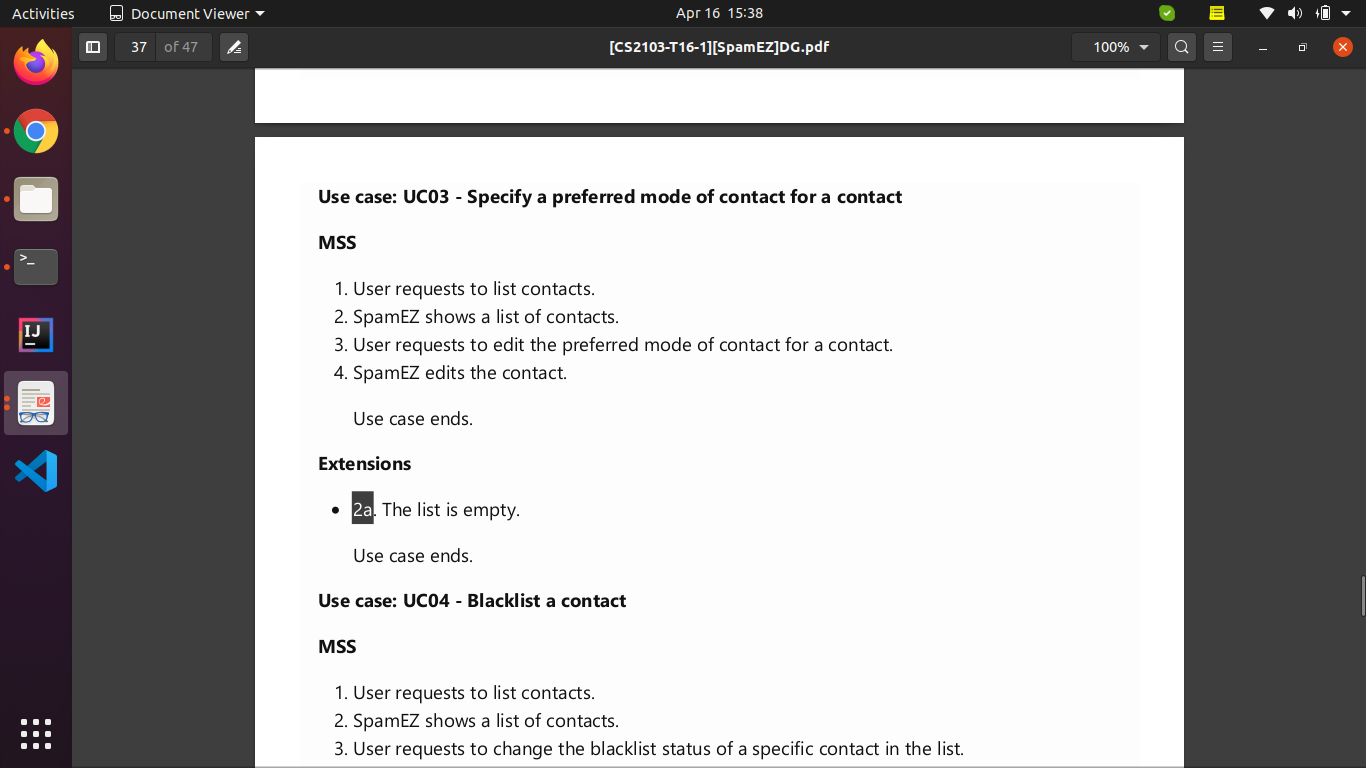 Activities
Document Viewer
Apr 16 15:38
37 of 47
[CS2103-T16-1][SpamEZ]DG.pdf
100%
>_
IJ
Use case: UC03 - Specify a preferred mode of contact for a contact
MSS
1. User requests to list contacts.
2. SpamEZ shows a list of contacts.
3. User requests to edit the preferred mode of contact for a contact.
4. SpamEZ edits the contact.
Use case ends.
Extensions
• 2a. The list is empty.
Use case ends.
Use case: UC04 - Blacklist a contact
MSS
1. User requests to list contacts.
2. SpamEZ shows a list of contacts.
3. User requests to change the blacklist status of a specific contact in the list.